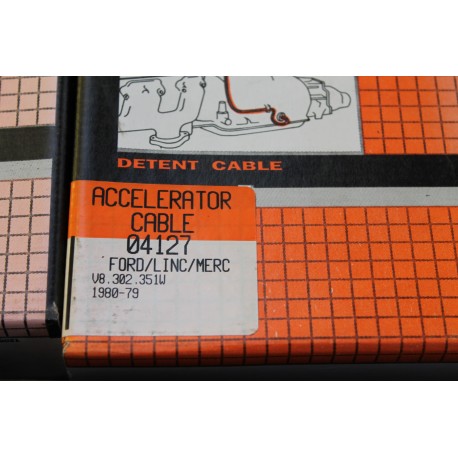 DETENT CABLE
ACCELERATOR
CABLE
04127
FORD/LINC/MERC
V8.302.351W
1980-79